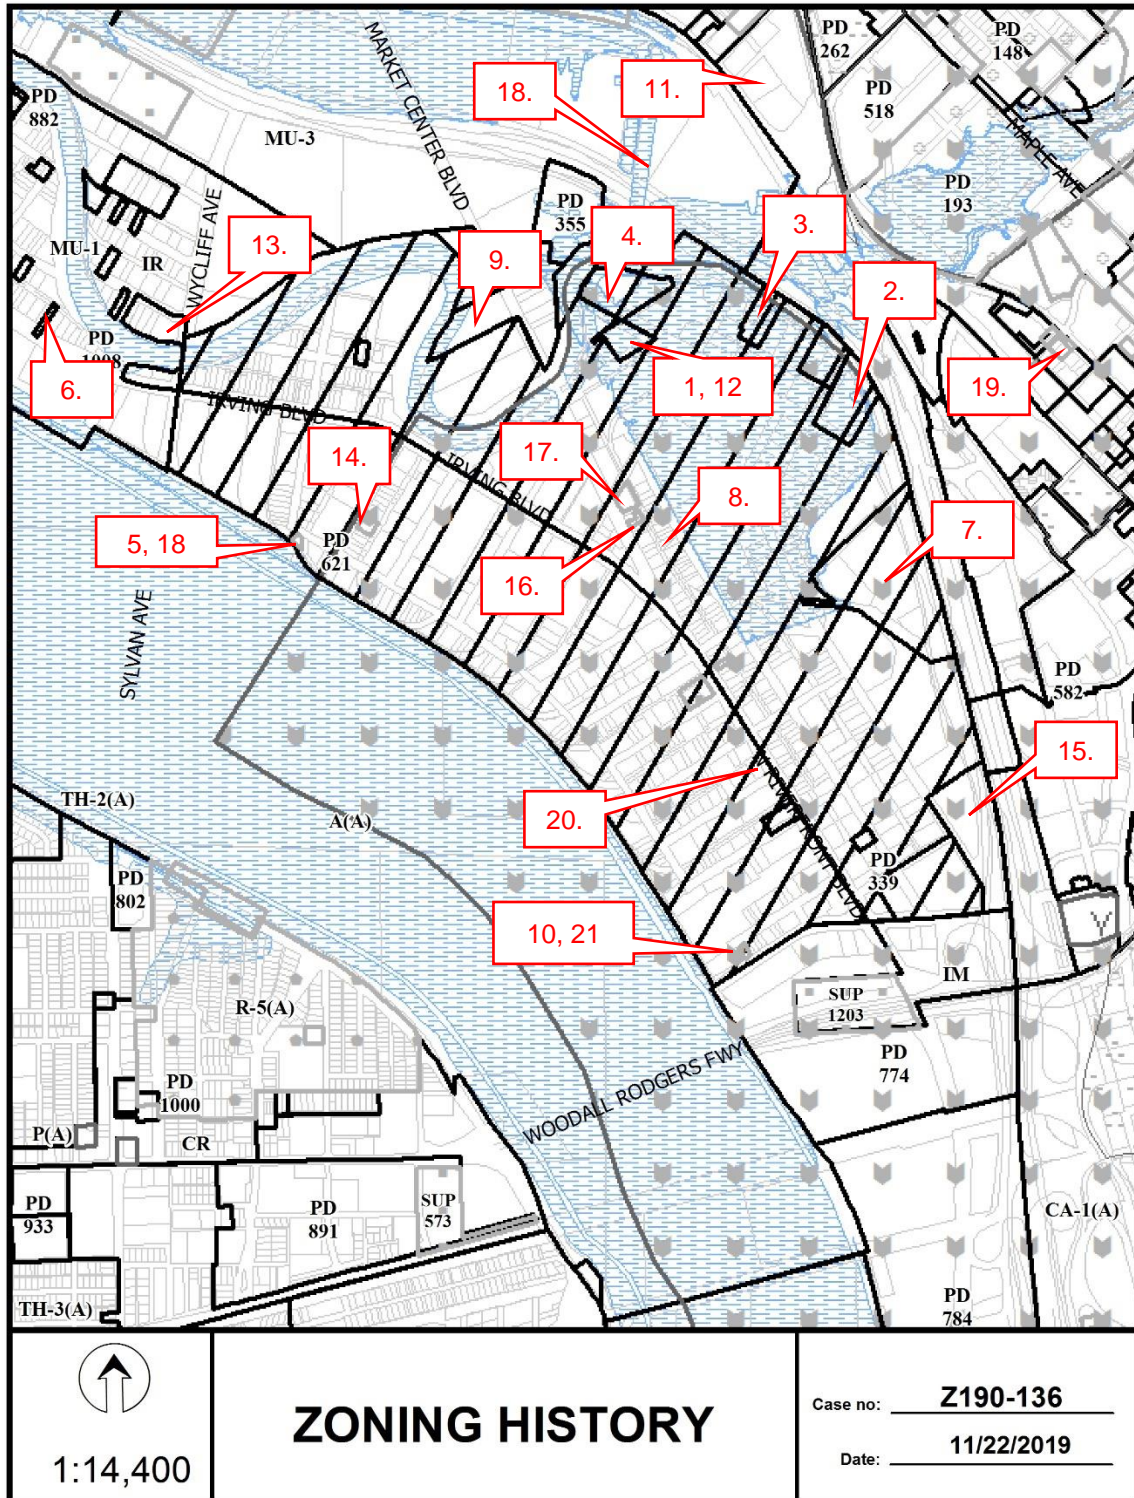 PD
262
PD
148
MARKET CENTER BLVD
18.
11.
PD
518
PD
882
MU-3
MAPLE AVE
PD
193
PD
355
WYCLIFF AVE
MU-1
IR
13.
9.
4.
3.
2.
PD
1008
6.
1, 12
19.
IRVING BLVD
14.
17.
IRVING BLVD
8.
7.
5, 18
PD
621
16.
SYLVAN AVE
PD
582
15.
TH-2(A)
A(A)
20.
PD
802
PD
339
10, 21
IM
SUP
1203
R-5(A)
PD
774
WOODALL RODGERS FWY
PD
1000
P(A)
CR
PD
933
PD
891
SUP
573
CA-1(A)
TH-3(A)
PD
784
1:14,400
ZONING HISTORY
Case no: Z190-136
Date: 11/22/2019